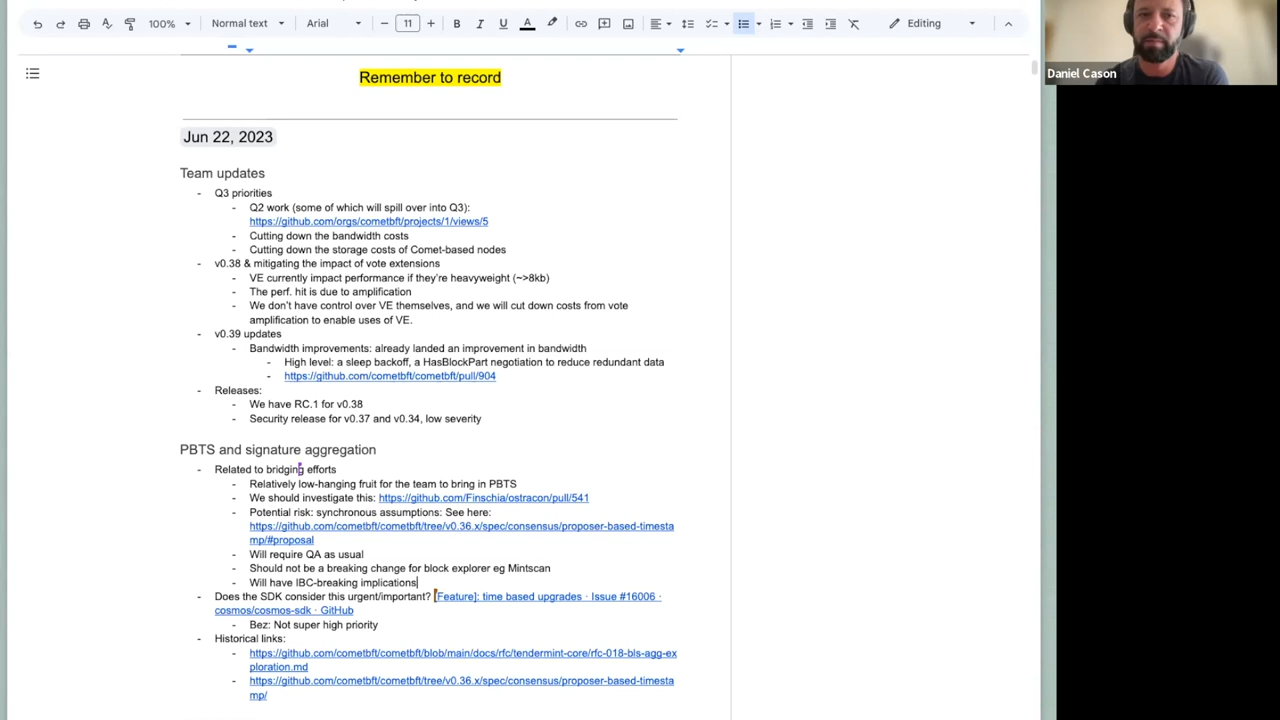 100%
Normal text
Arial
11
B
I
U
A
Editing
Daniel Cason
Remember to record
Jun 22, 2023
Team updates
- Q3 priorities
- Q2 work (some of which will spill over into Q3):
https://github.com/orgs/cometbft/projects/1/views/5
- Cutting down the bandwidth costs
- Cutting down the storage costs of Comet-based nodes
- v0.38 & mitigating the impact of vote extensions
- VE currently impact performance if they're heavyweight (~>8kb)
- The perf. hit is due to amplification
- We don't have control over VE themselves, and we will cut down costs from vote
amplification to enable uses of VE.
- v0.39 updates
- Bandwidth improvements: already landed an improvement in bandwidth
- High level: a sleep backoff, a HasBlockPart negotiation to reduce redundant data
- https://github.com/cometbft/cometbft/pull/904
- Releases:
- We have RC.1 for v0.38
- Security release for v0.37 and v0.34, low severity
PBTS and signature aggregation
- Related to bridging efforts
- Relatively low-hanging fruit for the team to bring in PBTS
- We should investigate this: https://github.com/Finschia/ostracon/pull/541
- Potential risk: synchronous assumptions: See here:
https://github.com/cometbft/cometbft/tree/v0.36.x/spec/consensus/proposer-based-timesta
mp/#proposal
- Will require QA as usual
- Should not be a breaking change for block explorer eg Mintscan
- Will have IBC-breaking implications
- Does the SDK consider this urgent/important? [Feature]: time based upgrades · Issue #16006 ·
cosmos/cosmos-sdk · GitHub
- Bez: Not super high priority
- Historical links:
- https://github.com/cometbft/cometbft/blob/main/docs/rfc/tendermint-core/rfc-018-bls-agg-ex
ploration.md
- https://github.com/cometbft/cometbft/tree/v0.36.x/spec/consensus/proposer-based-timesta
mp/